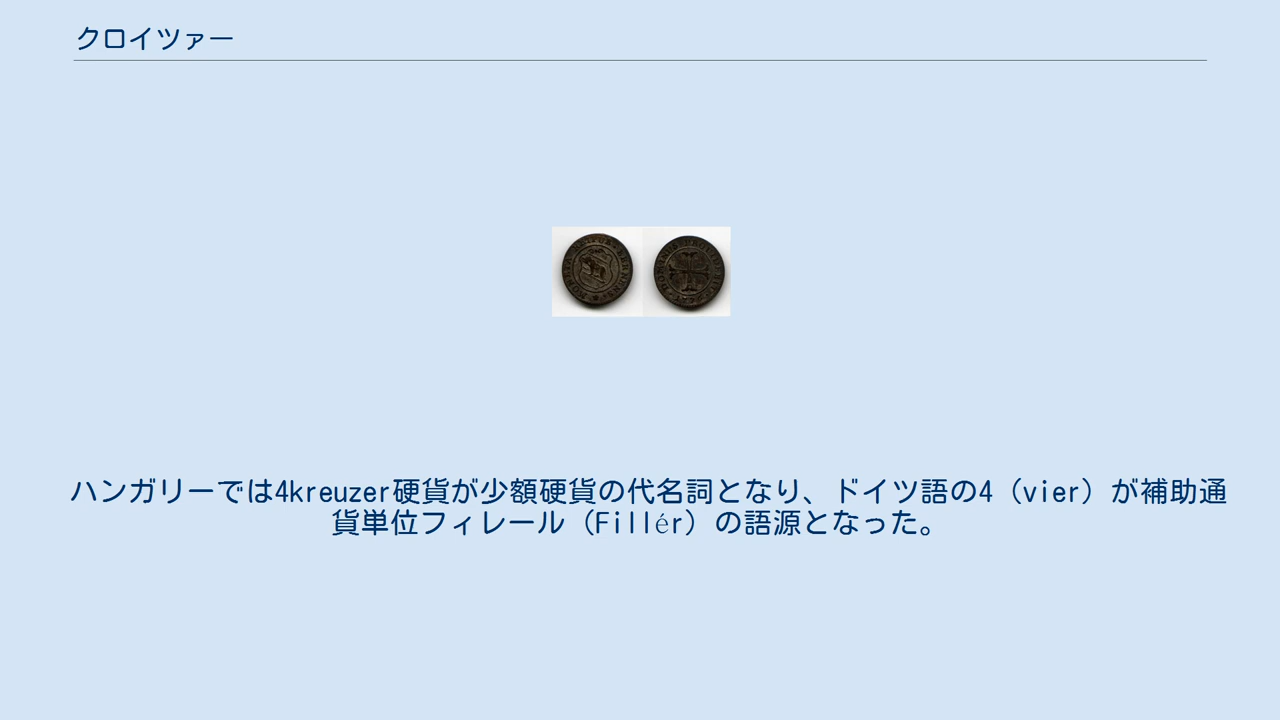 クロイツァー
ハンガリーでは4kreuzer硬貨が少額硬貨の代名詞となり、ドイツ語の4（vier）が補助通
貨単位フィレール（Fillér）の語源となった。